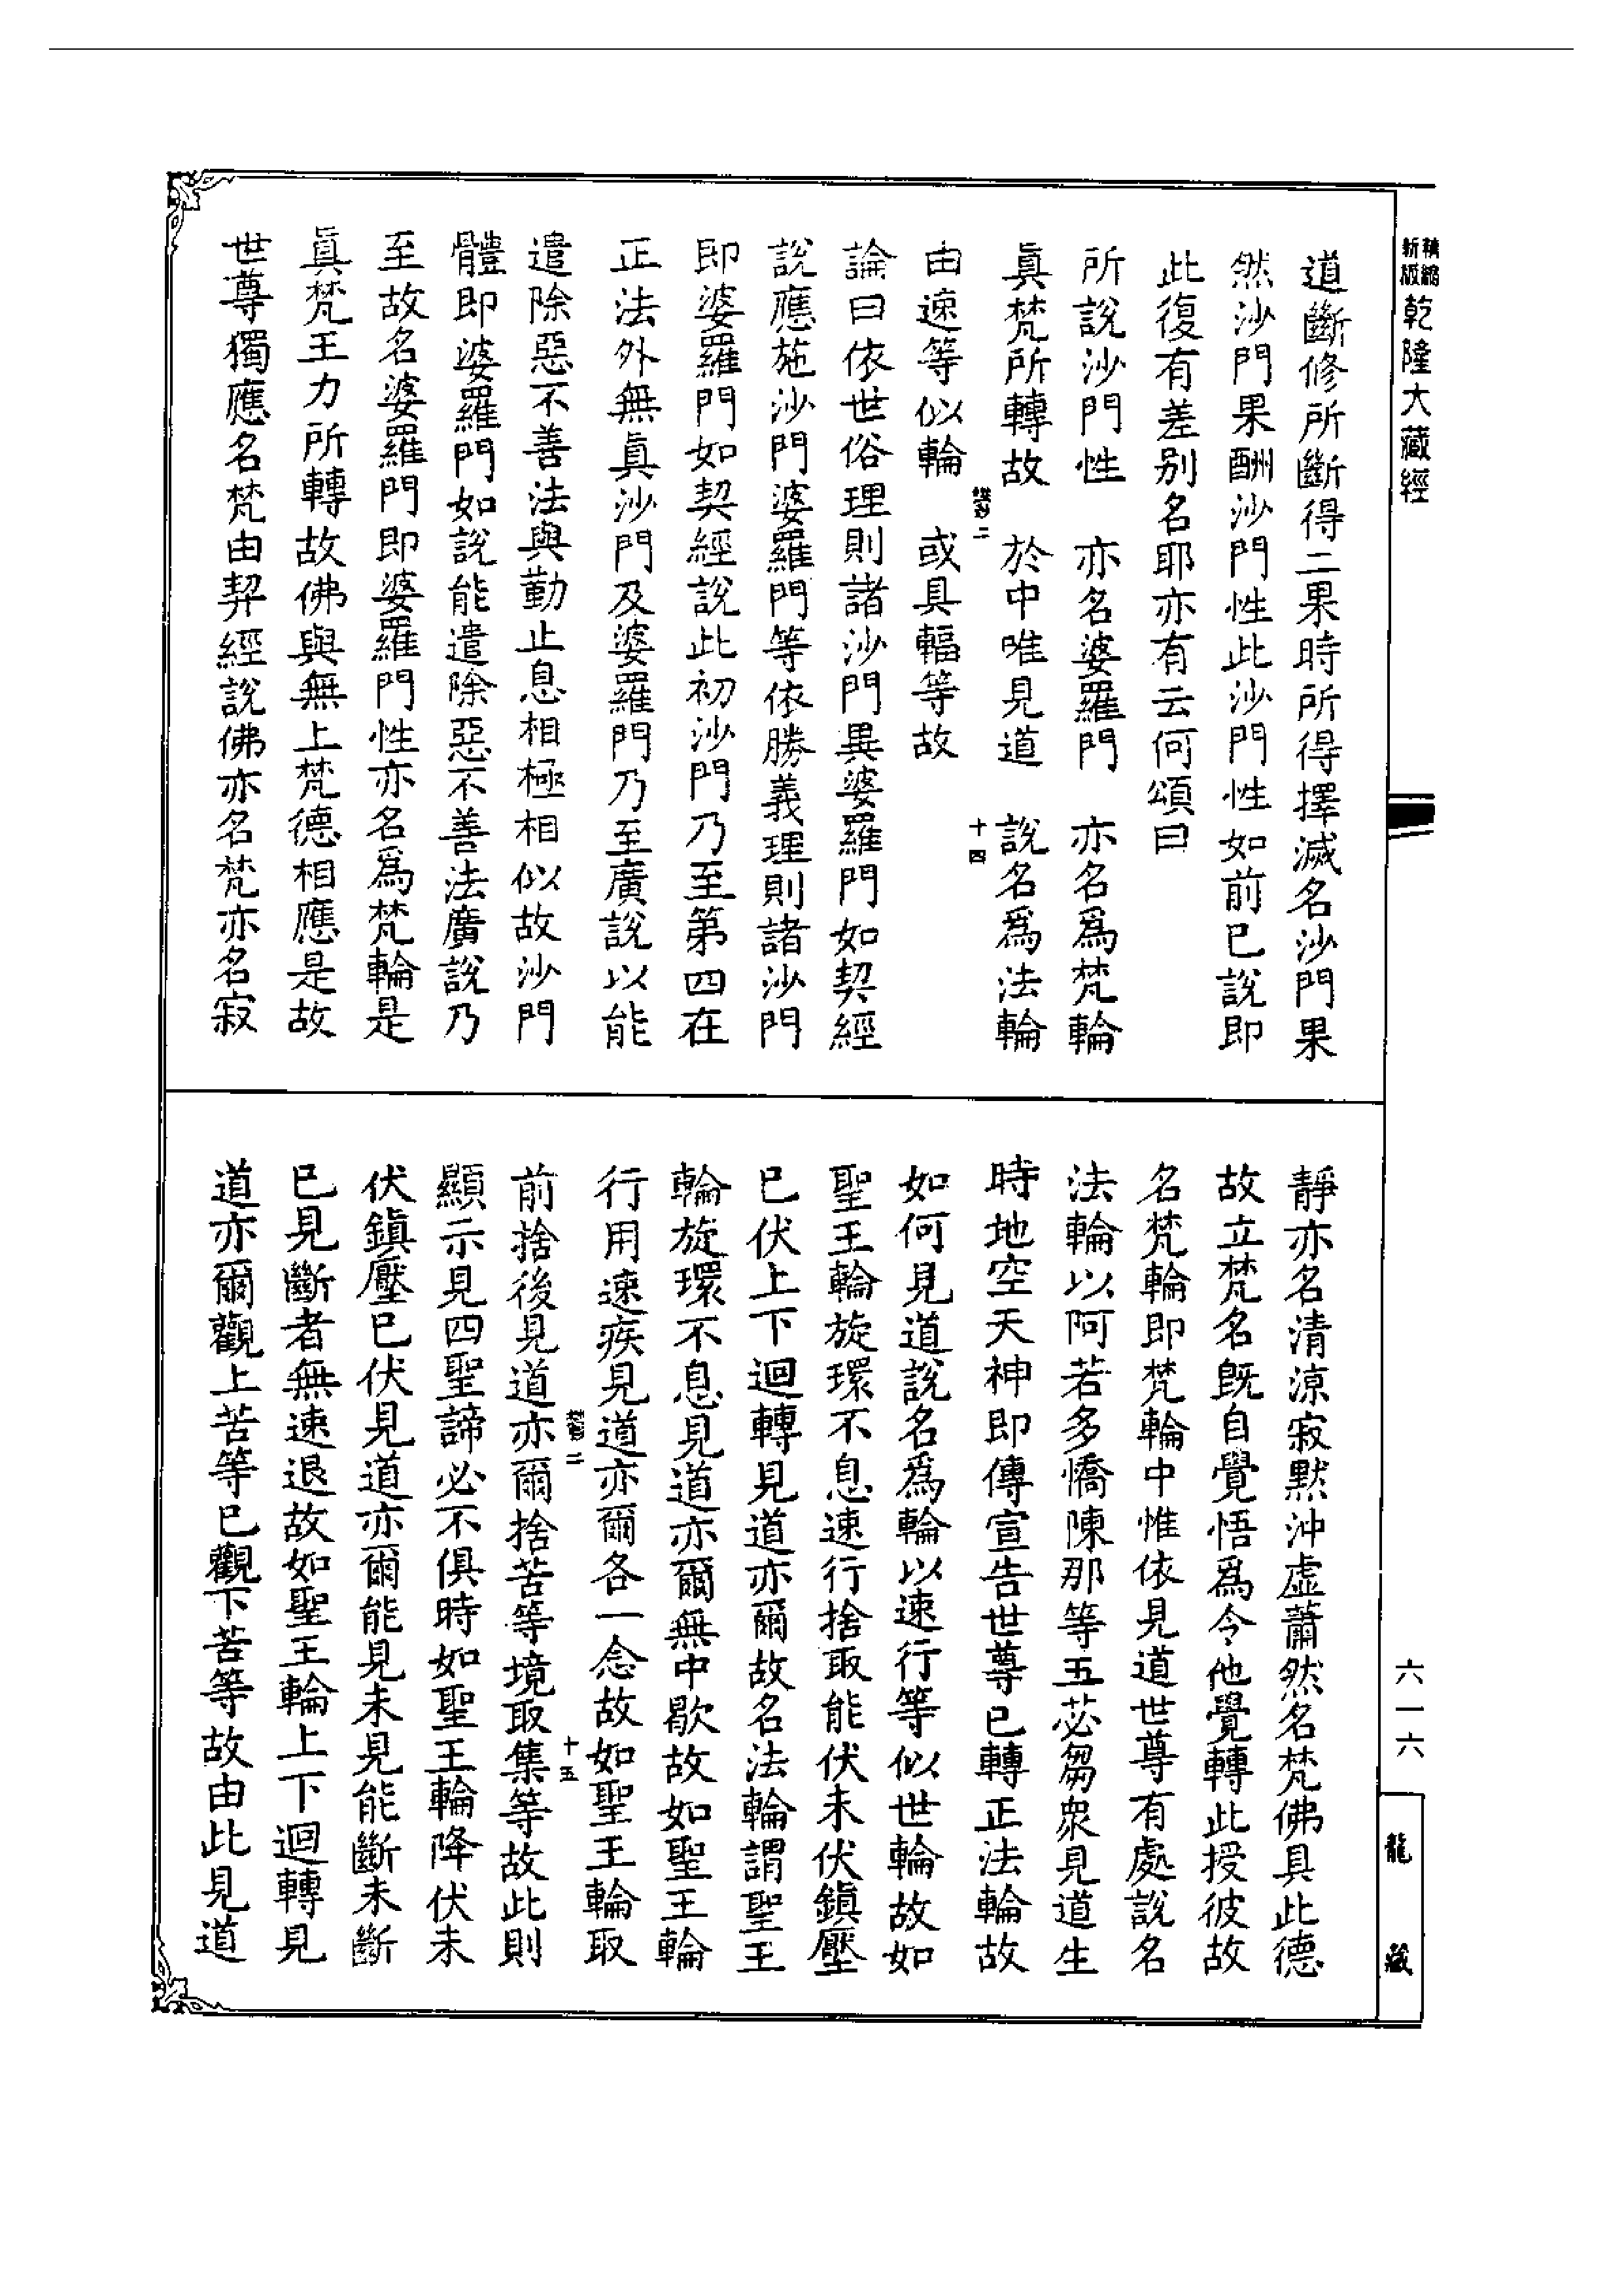 精縮
新版
乾隆大藏經
道斷修所斷得二果時所得擇滅名沙門果
然沙門果酬沙門性此沙門性如前已說即
此復有差别名耶亦有云何頌曰
所說沙門性　亦名婆羅門　亦名爲梵輪
眞梵所轉故　於中唯見道　說名爲法輪
十四
由速等似輪　或具輻等故
論曰依世俗理則諸沙門異婆羅門如契經
說應施沙門婆羅門等依勝義理則諸沙門
即婆羅門如契經說此初沙門乃至第四在
正法外無眞沙門及婆羅門乃至廣說以能
遣除惡不善法與勤止息相極相似故沙門
體即婆羅門如說能遣除惡不善法廣說乃
至故名婆羅門即婆羅門性亦名爲梵輪是
眞梵王力所轉故佛與無上梵德相應是故
世尊獨應名梵由契經說佛亦名梵亦名寂
靜亦名清涼寂默沖虛蕭然名梵佛具此德
故立梵名既自覺悟爲令他覺轉此授彼故
名梵輪即梵輪中惟依見道世尊有處說名
法輪以阿若多憍陳那等五苾芻衆見道生
時地空天神即傳宣告世尊已轉正法輪故
如何見道說名爲輪以速行等似世輪故如
聖王輪旋環不息速行捨取能伏未伏鎭壓
已伏上下迴轉見道亦爾故名法輪謂聖王
輪旋環不息見道亦爾無中歇故如聖王輪
行用速疾見道亦爾各一念故如聖王輪取
十五
前捨後見道亦爾捨苦等境取集等故此則
顯示見四聖諦必不俱時如聖王輪降伏未
伏鎭壓已伏見道亦爾能見未見能斷未斷
已見斷者無速退故如聖王輪上下迴轉見
道亦爾觀上苦等已觀下苦等故由此見道
六一六
龍藏